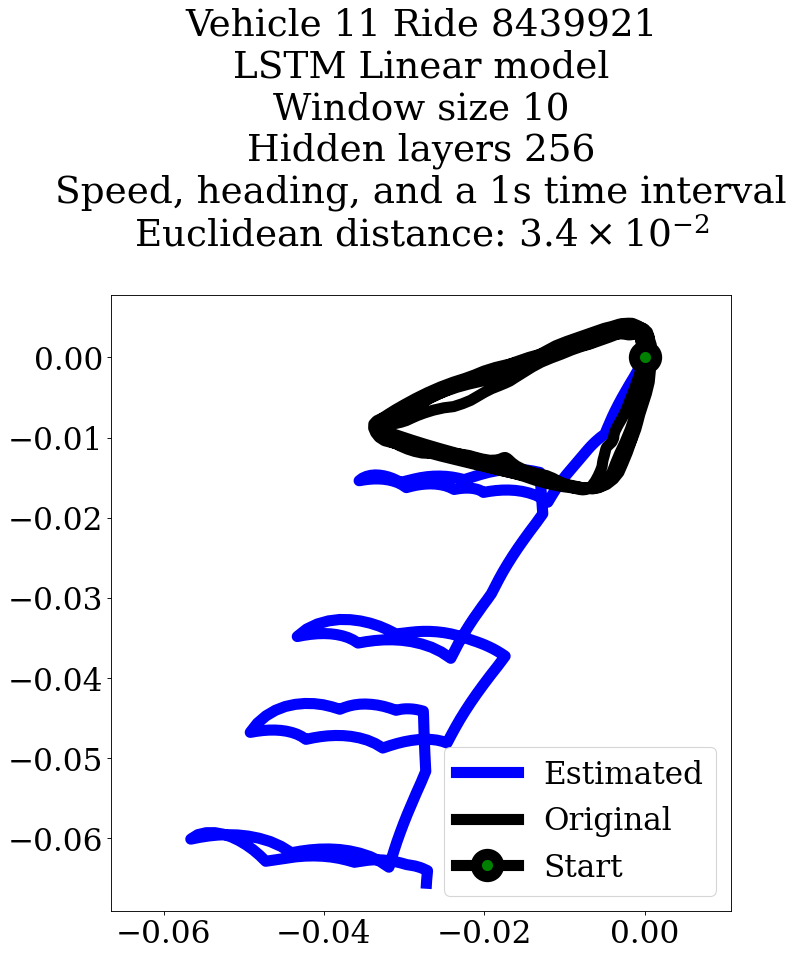 Vehicle 11 Ride 8439921
LSTM Linear model
Window size 10
Hidden layers 256
Speed, heading, and a 1s time interval
Euclidean distance: 3.4 × 10⁻²
0.00
−0.01
−0.02
−0.03
−0.04
−0.05
−0.06
Estimated
Original
Start
−0.06 −0.04 −0.02 0.00